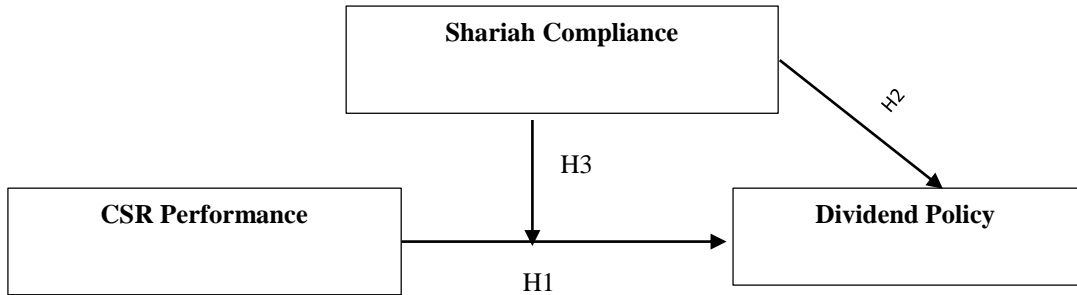 Shariah Compliance
H2
H3
CSR Performance
Dividend Policy
H1